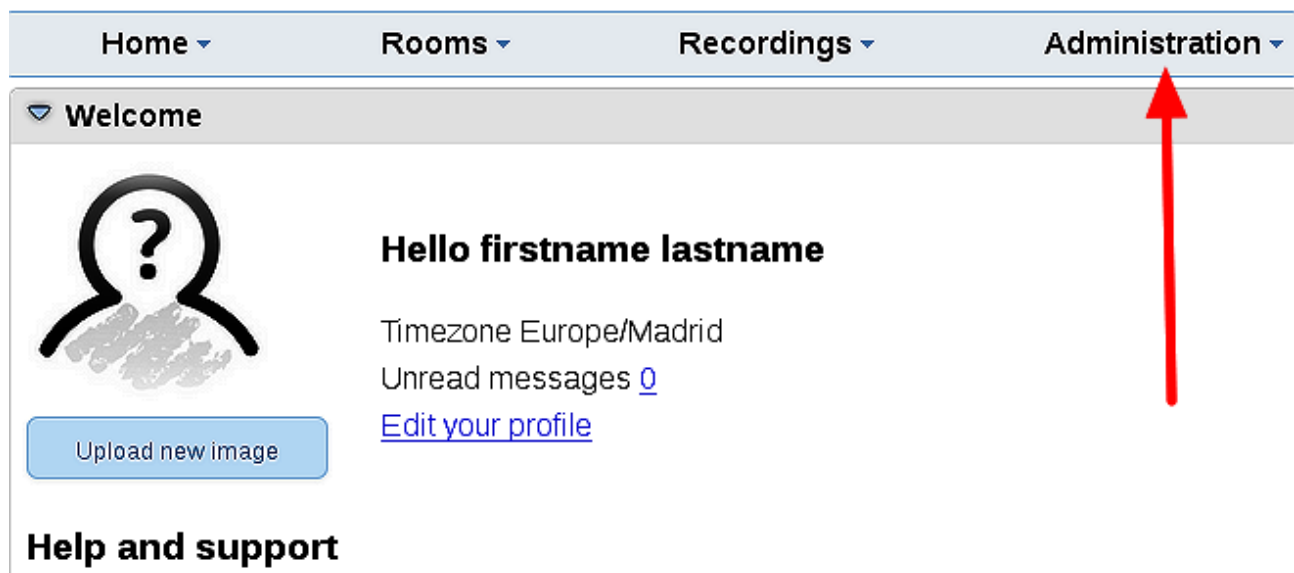 Home Rooms Recordings Administration
Welcome
?
Hello firstname lastname
Timezone Europe/Madrid
Unread messages 0
Edit your profile
Upload new image
Help and support